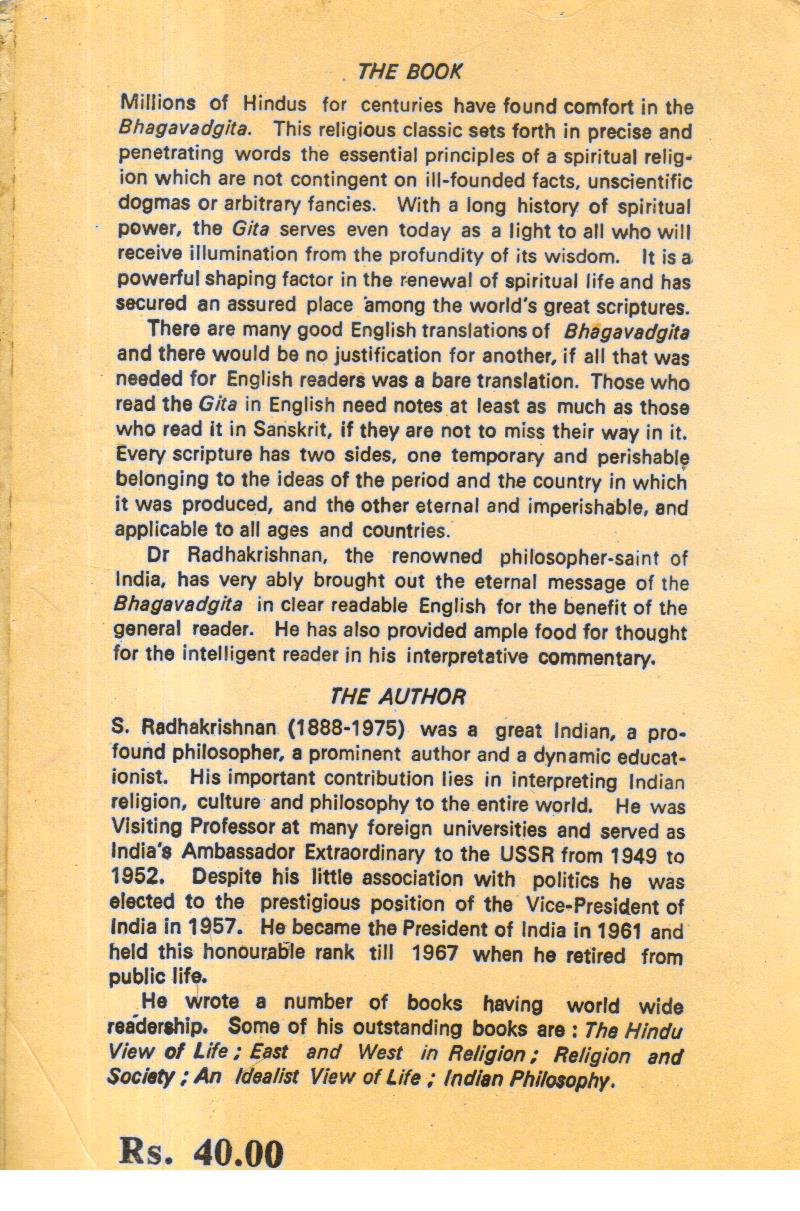 THE BOOK
Millions of Hindus for centuries have found comfort in the
Bhagavadgita. This religious classic sets forth in precise and
penetrating words the essential principles of a spiritual relig-
ion which are not contingent on ill-founded facts, unscientific
dogmas or arbitrary fancies. With a long history of spiritual
power, the Gita serves even today as a light to all who will
receive illumination from the profundity of its wisdom. It is a
powerful shaping factor in the renewal of spiritual life and has
secured an assured place among the world's great scriptures.
There are many good English translations of Bhagavadgita
and there would be no justification for another, if all that was
needed for English readers was a bare translation. Those who
read the Gita in English need notes at least as much as those
who read it in Sanskrit, if they are not to miss their way in it.
Every scripture has two sides, one temporary and perishable
belonging to the ideas of the period and the country in which
it was produced, and the other eternal and imperishable, and
applicable to all ages and countries.
Dr Radhakrishnan, the renowned philosopher-saint of
India, has very ably brought out the eternal message of the
Bhagavadgita in clear readable English for the benefit of the
general reader. He has also provided ample food for thought
for the intelligent reader in his interpretative commentary.
THE AUTHOR
S. Radhakrishnan (1888-1975) was a great Indian, a pro-
found philosopher, a prominent author and a dynamic educat-
ionist. His important contribution lies in interpreting Indian
religion, culture and philosophy to the entire world. He was
Visiting Professor at many foreign universities and served as
India's Ambassador Extraordinary to the USSR from 1949 to
1952. Despite his little association with politics he was
elected to the prestigious position of the Vice-President of
India in 1957. He became the President of India in 1961 and
held this honourable rank till 1967 when he retired from
public life.
He wrote a number of books having world wide
readership. Some of his outstanding books are : The Hindu
View of Life ; East and West in Religion ; Religion and
Society ; An Idealist View of Life ; Indian Philosophy.
Rs. 40.00